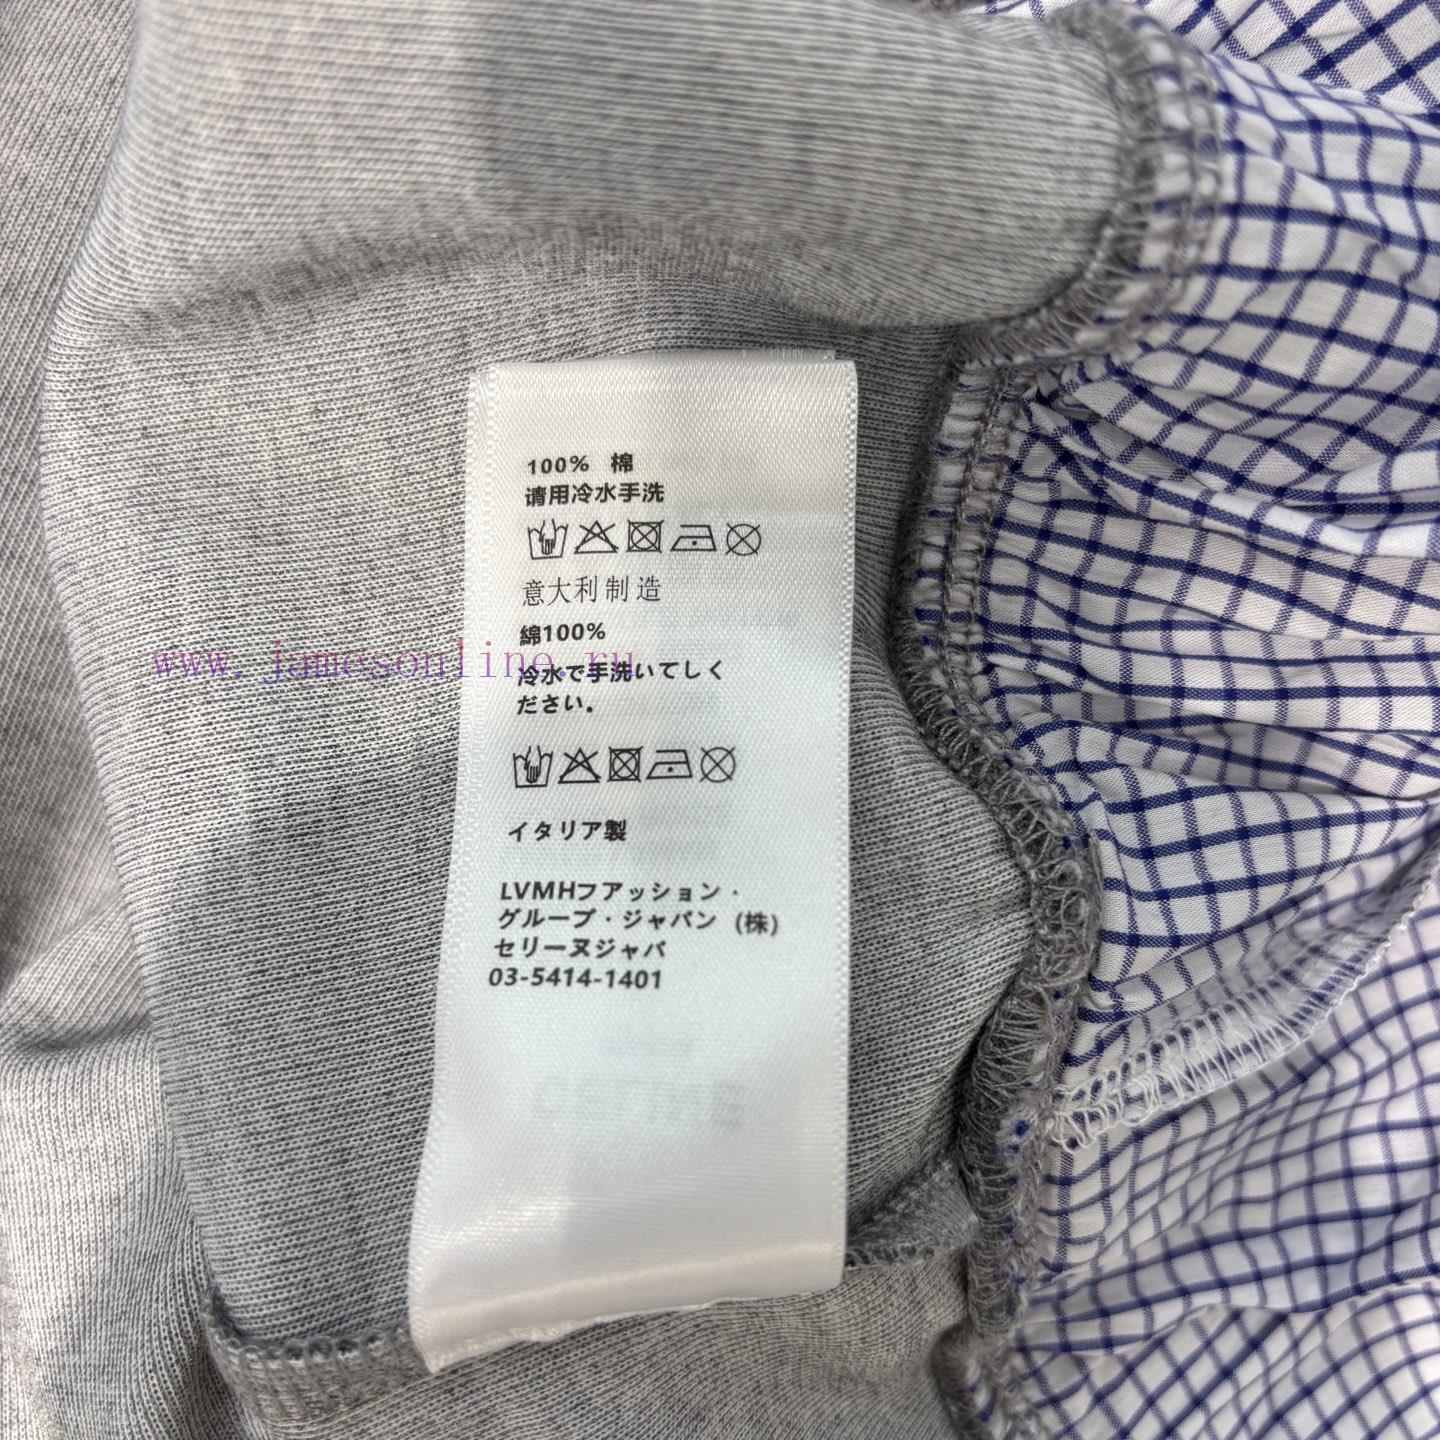 100% 棉
请用冷水手洗
意大利制造
綿100%
www.jamesonline.ru
冷水で手洗いてしく
ださい。
イタリア製
LVMHファッション・
グループ・ジャパン (株)
セリーヌジャパ
03-5414-1401